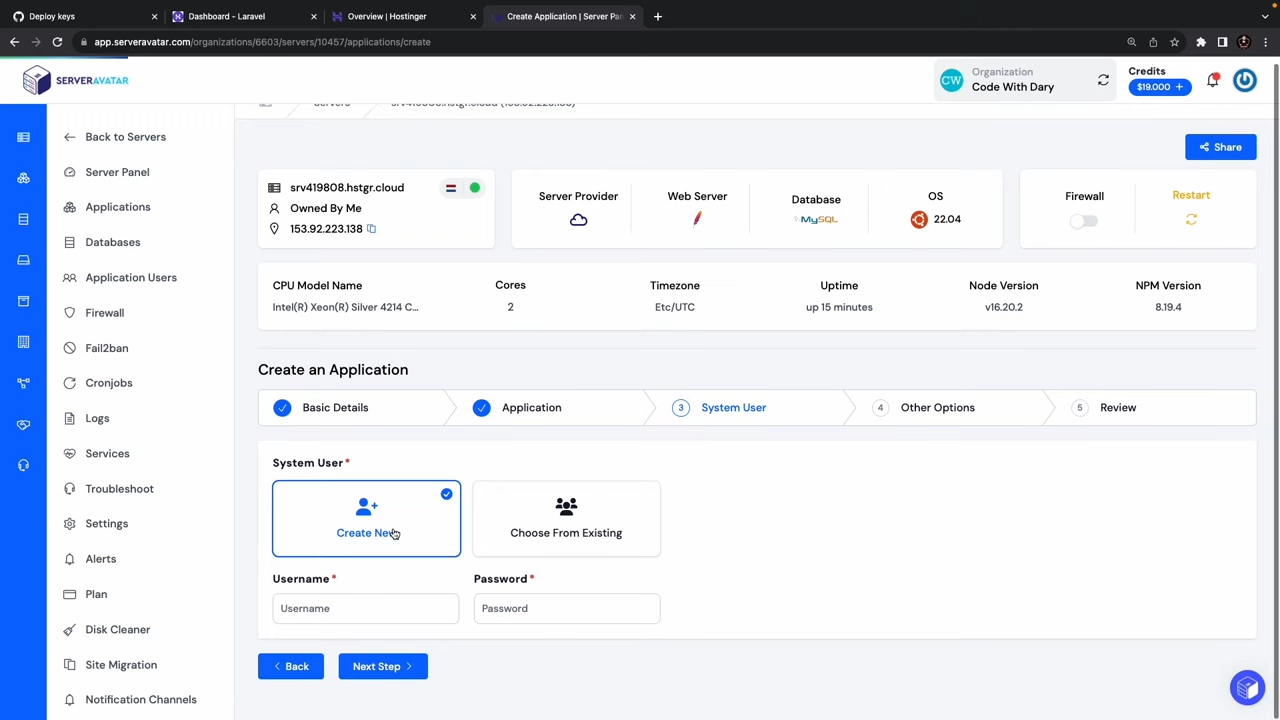 Deploy keys
Dashboard - Laravel
Overview | Hostinger
Create Application | Server Pan
app.serveravatar.com/organizations/6603/servers/10457/applications/create
SERVERAVATAR
CW
Organization
Code With Dary
Credits
$19.000 +
Servers
srv419808.hstgr.cloud (153.92.223.138)
Back to Servers
Server Panel
Applications
Databases
Application Users
Firewall
Fail2ban
Cronjobs
Logs
Services
Troubleshoot
Settings
Alerts
Plan
Disk Cleaner
Site Migration
Notification Channels
Share
srv419808.hstgr.cloud
Owned By Me
153.92.223.138
Server Provider
Web Server
Database
MySQL
OS
22.04
Firewall
Restart
CPU Model Name
Intel(R) Xeon(R) Silver 4214 C...
Cores
2
Timezone
Etc/UTC
Uptime
up 15 minutes
Node Version
v16.20.2
NPM Version
8.19.4
Create an Application
Basic Details
Application
3 System User
4 Other Options
5 Review
System User*
Create New
Choose From Existing
Username*
Password*
Username
Password
Back
Next Step